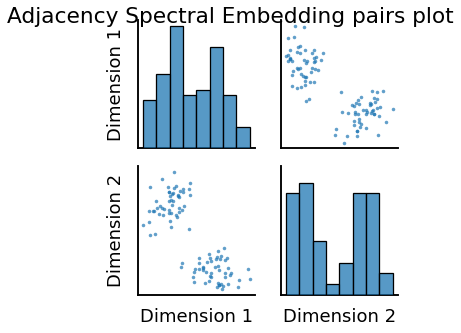 Adjacency Spectral Embedding pairs plot
Dimension 1
Dimension 2
Dimension 1
Dimension 2